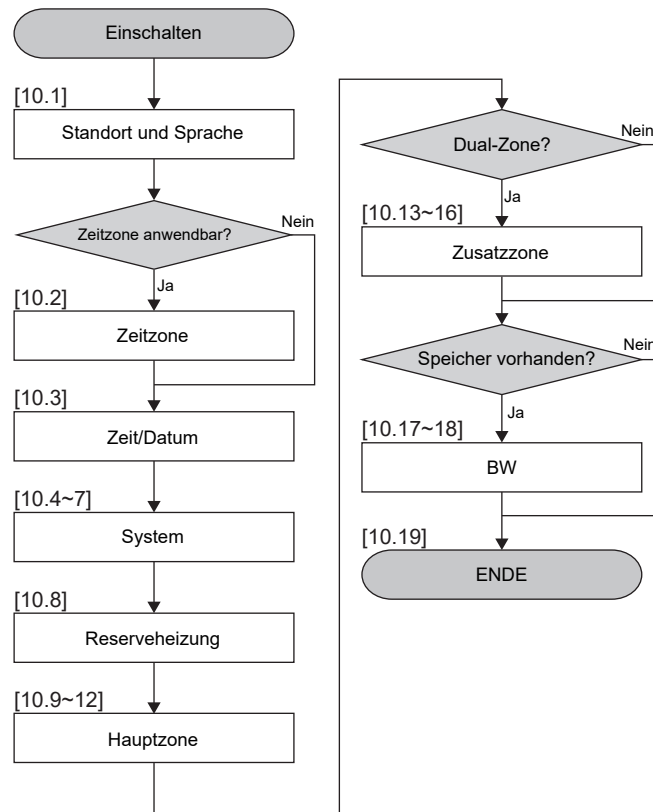 Einschalten
[10.1]
Standort und Sprache
Zeitzone anwendbar?
Nein
Ja
[10.2]
Zeitzone
[10.3]
Zeit/Datum
[10.4~7]
System
[10.8]
Reserveheizung
[10.9~12]
Hauptzone
Dual-Zone?
Nein
Ja
[10.13~16]
Zusatzzone
Speicher vorhanden?
Nein
Ja
[10.17~18]
BW
[10.19]
ENDE